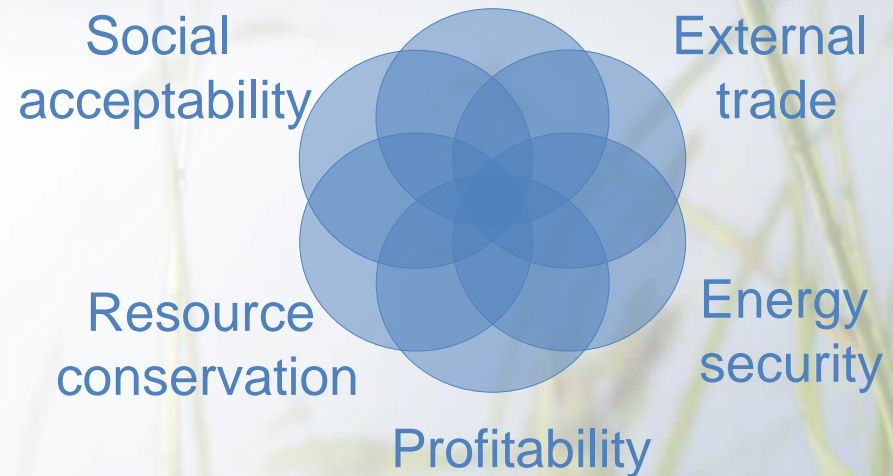 Social
acceptability
External
trade
Resource
conservation
Energy
security
Profitability